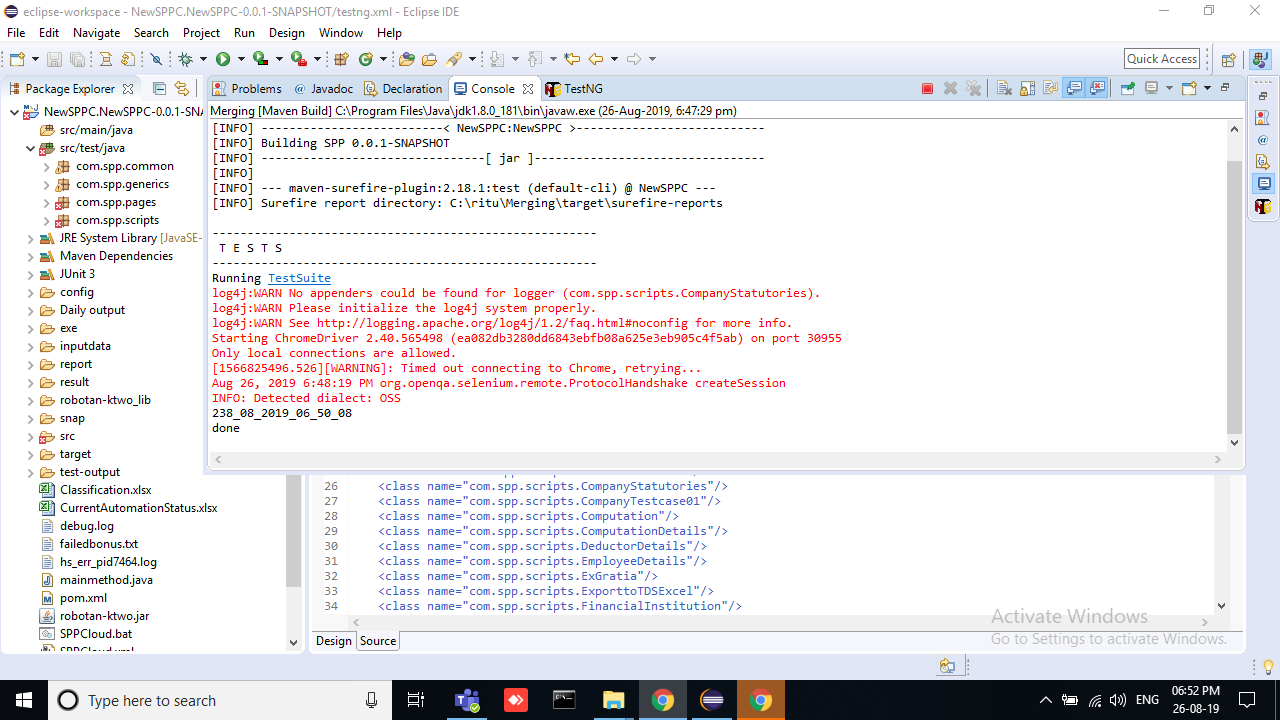 eclipse-workspace - NewSPPC.NewSPPC-0.0.1-SNAPSHOT/testng.xml - Eclipse IDE
File Edit Navigate Search Project Run Design Window Help
Quick Access
Package Explorer
Problems Javadoc Declaration Console TestNG
Merging [Maven Build] C:\Program Files\Java\jdk1.8.0_181\bin\javaw.exe (26-Aug-2019, 6:47:29 pm)
NewSPPC.NewSPPC-0.0.1-SNA
src/main/java
src/test/java
com.spp.common
com.spp.generics
com.spp.pages
com.spp.scripts
JRE System Library [JavaSE-
Maven Dependencies
JUnit 3
config
Daily output
exe
inputdata
report
result
robotan-ktwo_lib
snap
src
target
test-output
Classification.xlsx
CurrentAutomationStatus.xlsx
debug.log
failedbonus.txt
hs_err_pid7464.log
mainmethod.java
pom.xml
robotan-ktwo.jar
SPPCloud.bat
SPPCloud.xml
[INFO] --------------------------< NewSPPC:NewSPPC >---------------------------
[INFO] Building SPP 0.0.1-SNAPSHOT
[INFO] --------------------------------[ jar ]---------------------------------
[INFO]
[INFO] --- maven-surefire-plugin:2.18.1:test (default-cli) @ NewSPPC ---
[INFO] Surefire report directory: C:\ritu\Merging\target\surefire-reports
-------------------------------------------------------
T E S T S
-------------------------------------------------------
Running TestSuite
log4j:WARN No appenders could be found for logger (com.spp.scripts.CompanyStatutories).
log4j:WARN Please initialize the log4j system properly.
log4j:WARN See http://logging.apache.org/log4j/1.2/faq.html#noconfig for more info.
Starting ChromeDriver 2.40.565498 (ea082db3280dd6843ebfb08a625e3eb905c4f5ab) on port 30955
Only local connections are allowed.
[1566825496.526][WARNING]: Timed out connecting to Chrome, retrying...
Aug 26, 2019 6:48:19 PM org.openqa.selenium.remote.ProtocolHandshake createSession
INFO: Detected dialect: OSS
238_08_2019_06_50_08
done
26 <class name="com.spp.scripts.CompanyStatutories"/>
27 <class name="com.spp.scripts.CompanyTestcase01"/>
28 <class name="com.spp.scripts.Computation"/>
29 <class name="com.spp.scripts.ComputationDetails"/>
30 <class name="com.spp.scripts.DeductorDetails"/>
31 <class name="com.spp.scripts.EmployeeDetails"/>
32 <class name="com.spp.scripts.ExGratia"/>
33 <class name="com.spp.scripts.ExporttoTDSExcel"/>
34 <class name="com.spp.scripts.FinancialInstitution"/>
Design Source
Activate Windows
Go to Settings to activate Windows.
Type here to search
ENG
06:52 PM
26-08-19